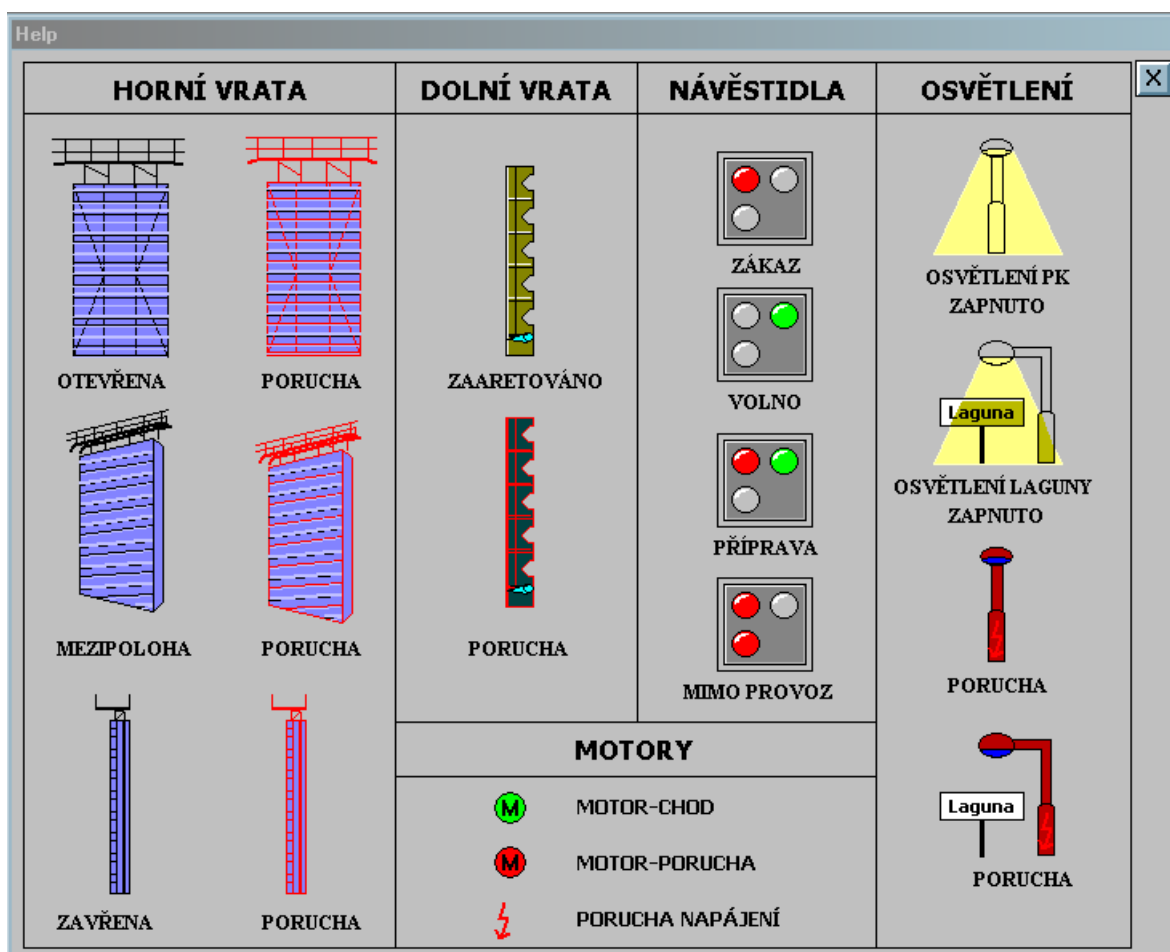 Help
X
HORNÍ VRATA
OTEVŘENA
PORUCHA
MEZIPOLOHA
PORUCHA
ZAVŘENA
PORUCHA
DOLNÍ VRATA
ZAARETOVÁNO
PORUCHA
NÁVĚSTIDLA
ZÁKAZ
VOLNO
PŘÍPRAVA
MIMO PROVOZ
MOTORY
M MOTOR-CHOD
M MOTOR-PORUCHA
PORUCHA NAPÁJENÍ
OSVĚTLENÍ
OSVĚTLENÍ PK
ZAPNUTO
Laguna
OSVĚTLENÍ LAGUNY
ZAPNUTO
PORUCHA
Laguna
PORUCHA